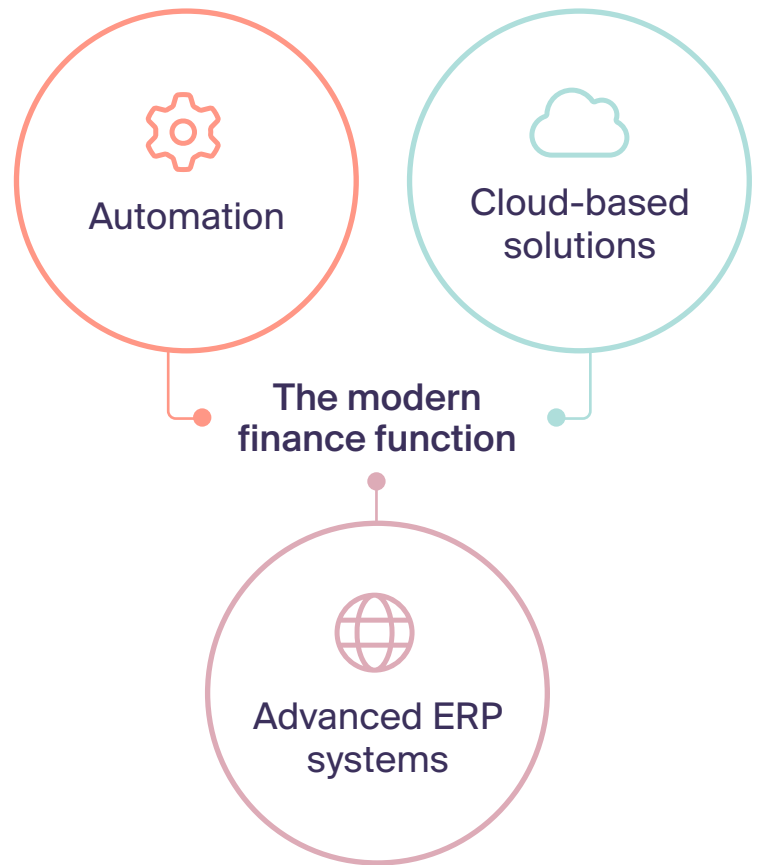 Automation
Cloud-based
solutions
The modern
finance function
Advanced ERP
systems